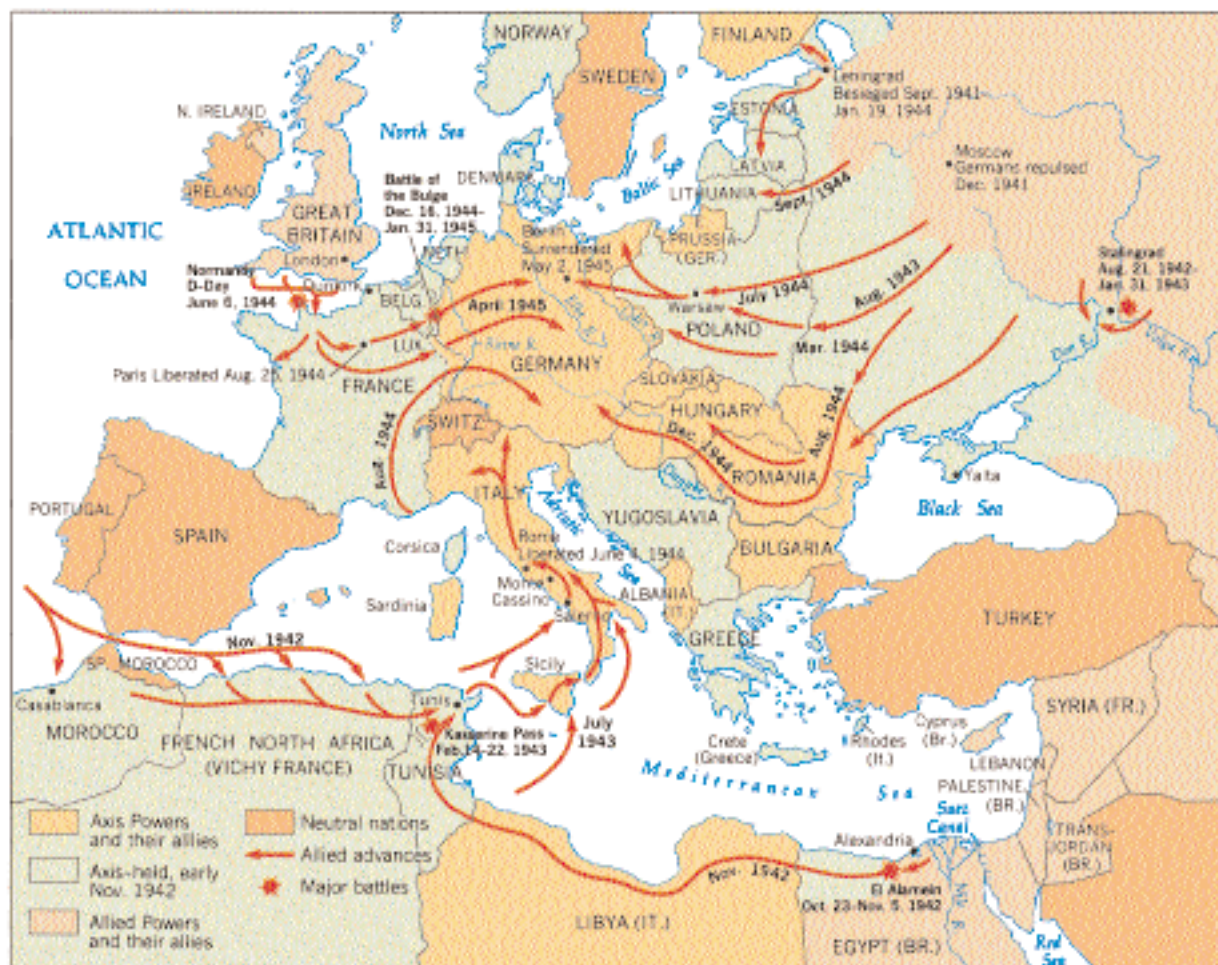 NORWAY
FINLAND
SWEDEN
Leningrad
Besieged Sept. 1941–
Jan. 19, 1944
ESTONIA
N. IRELAND
North Sea
Baltic Sea
LATVIA
Moscow
Germans repulsed
Dec. 1941
IRELAND
GREAT
BRITAIN
London
DENMARK
LITHUANIA
Sept. 1944
Battle of
the Bulge
Dec. 16, 1944–
Jan. 31, 1945
ATLANTIC
OCEAN
NETH.
Berlin
Surrendered
May 2, 1945
PRUSSIA
(GER.)
Stalingrad
Aug. 21, 1942–
Jan. 31, 1943
Normandy
D-Day
June 6, 1944
Dunkirk
BELG.
April 1945
Warsaw
July 1944
Aug. 1943
POLAND
LUX.
Mar. 1944
Don R.
Volga R.
GERMANY
Paris Liberated Aug. 25, 1944
FRANCE
SLOVAKIA
SWITZ.
HUNGARY
Aug. 1944
Aug. 1944
Dec. 1944
ROMANIA
Yalta
Black Sea
ITALY
Adriatic
Sea
YUGOSLAVIA
BULGARIA
PORTUGAL
SPAIN
Corsica
Rome
Liberated June 4, 1944
Monte
Cassino
Salerno
ALBANIA
(IT.)
Sardinia
GREECE
TURKEY
Nov. 1942
SP. MOROCCO
Sicily
Casablanca
MOROCCO
Tunis
Kasserine Pass
Feb. 14–22, 1943
July
1943
FRENCH NORTH AFRICA
(VICHY FRANCE)
TUNISIA
Crete
(Greece)
Rhodes
(It.)
Cyprus
(Br.)
SYRIA (FR.)
LEBANON
PALESTINE
(BR.)
Mediterranean Sea
Suez
Canal
TRANS-
JORDAN
(BR.)
Alexandria
Nov. 1942
El Alamein
Oct. 23–Nov. 5, 1942
LIBYA (IT.)
EGYPT (BR.)
Nile R.
Red
Sea
Axis Powers
and their allies
Axis-held, early
Nov. 1942
Allied Powers
and their allies
Neutral nations
Allied advances
Major battles